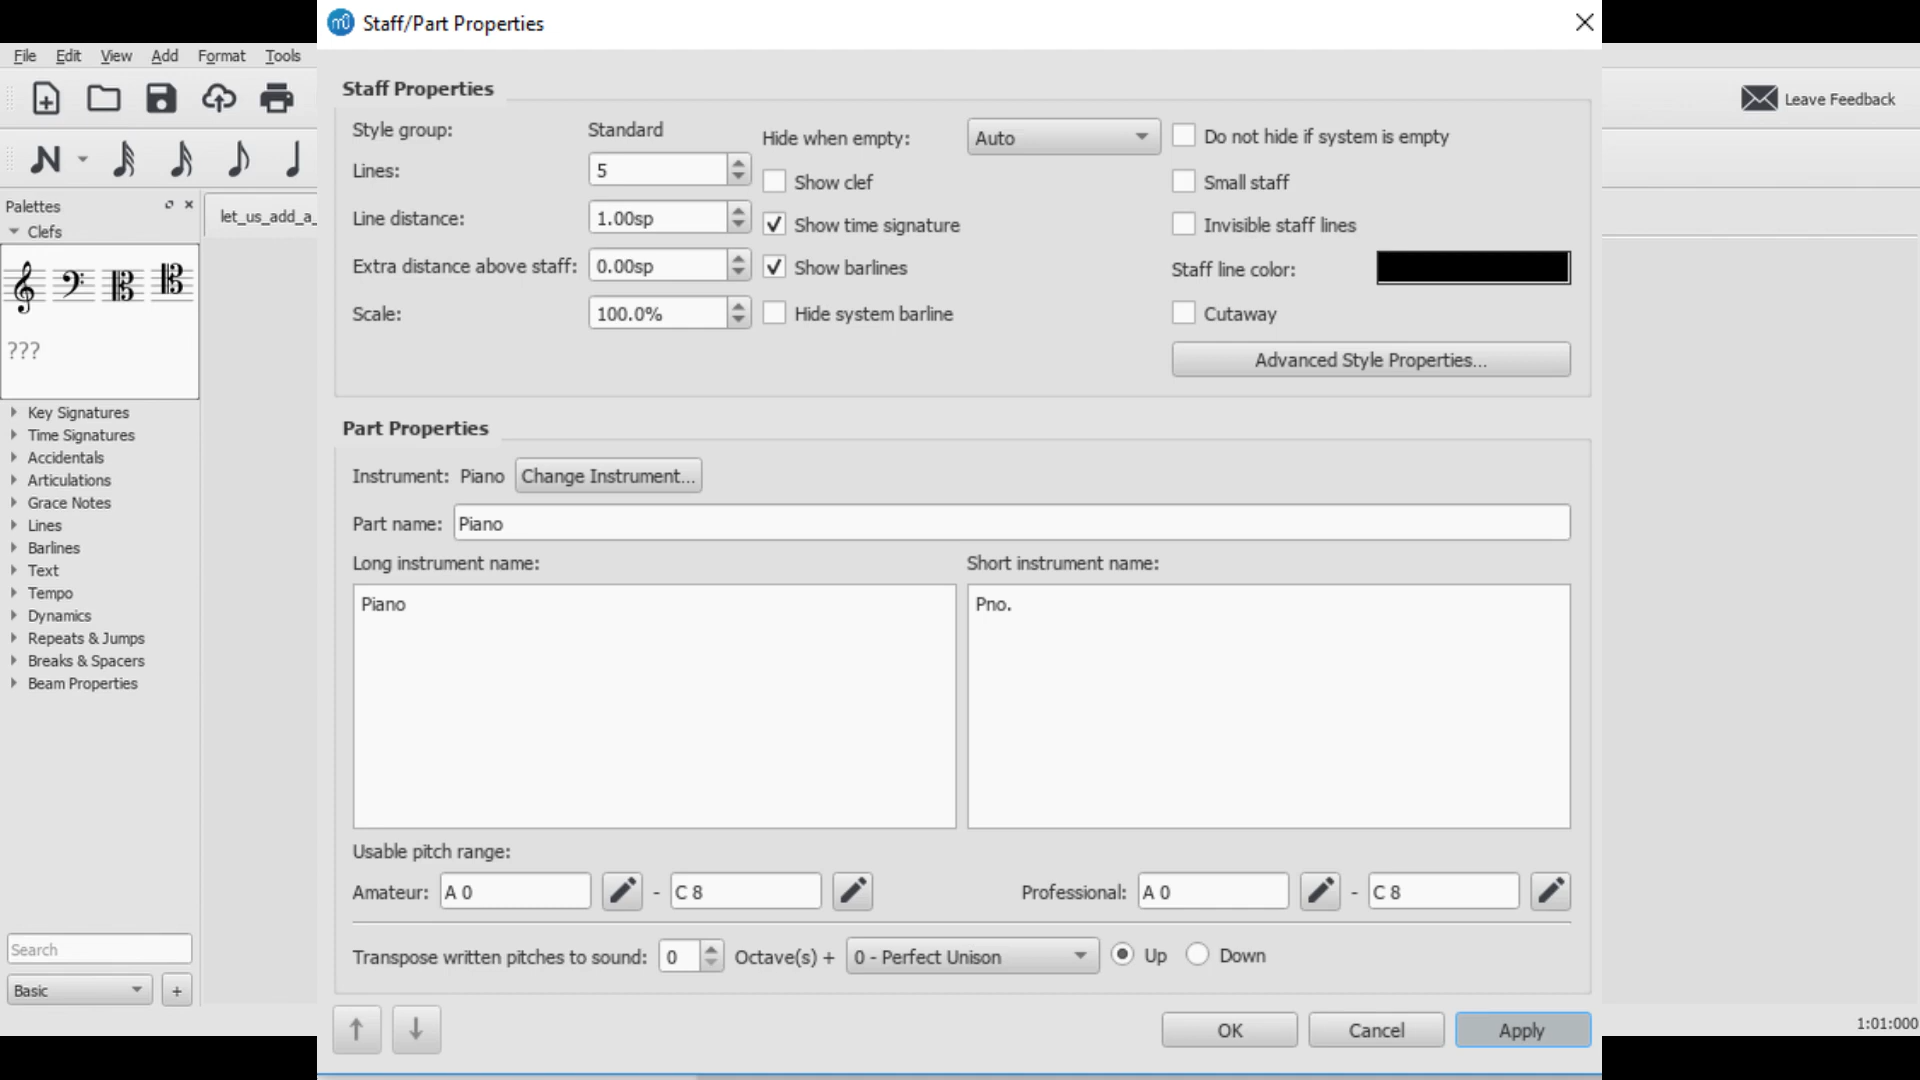 Staff/Part Properties
File Edit View Add Format Tools
Leave Feedback
Palettes
Clefs
???
Key Signatures
Time Signatures
Accidentals
Articulations
Grace Notes
Lines
Barlines
Text
Tempo
Dynamics
Repeats & Jumps
Breaks & Spacers
Beam Properties
Search
Basic
+
let_us_add_a_
Staff Properties
Style group: Standard
Lines: 5
Line distance: 1.00sp
Extra distance above staff: 0.00sp
Scale: 100.0%
Hide when empty: Auto
Show clef
Show time signature
Show barlines
Hide system barline
Do not hide if system is empty
Small staff
Invisible staff lines
Staff line color:
Cutaway
Advanced Style Properties...
Part Properties
Instrument: Piano Change Instrument...
Part name: Piano
Long instrument name:
Piano
Short instrument name:
Pno.
Usable pitch range:
Amateur: A 0 - C 8 Professional: A 0 - C 8
Transpose written pitches to sound: 0 Octave(s) + 0 - Perfect Unison Up Down
OK Cancel Apply
1:01:000